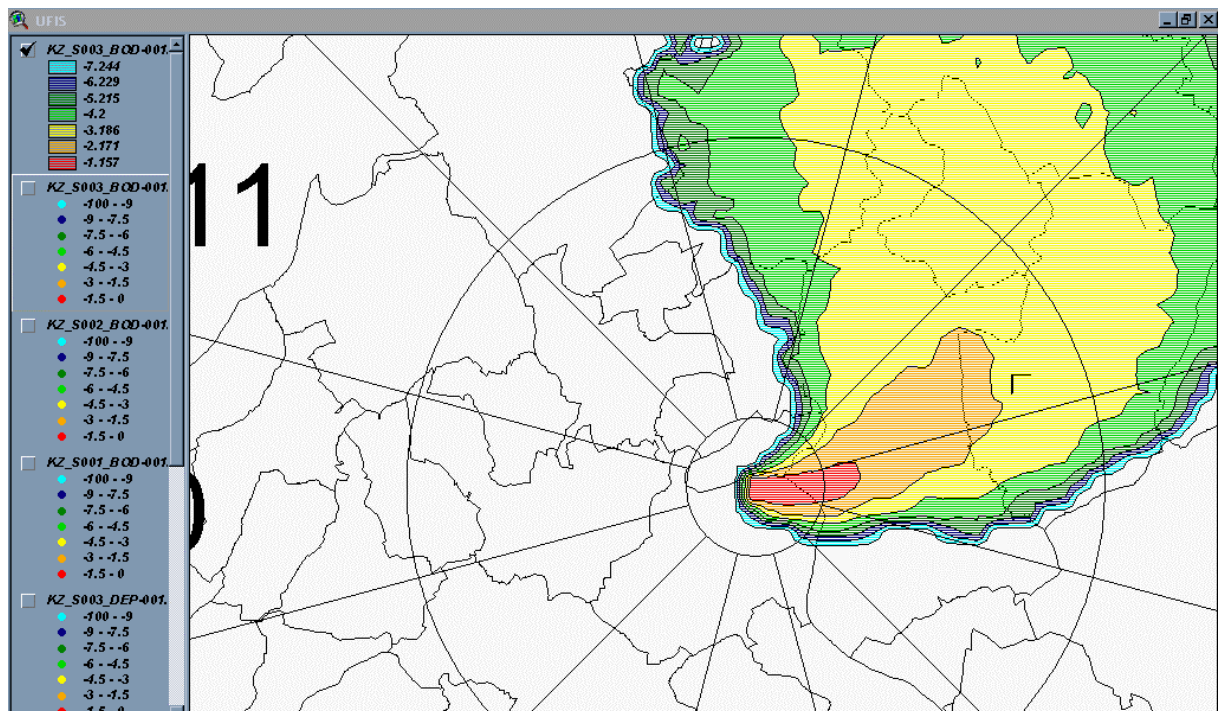 UFIS
KZ_S003_BOD-001.
-7.244
-6.229
-5.215
-4.2
-3.186
-2.171
-1.157
KZ_S003_BOD-001.
-100 - -9
-9 - -7.5
-7.5 - -6
-6 - -4.5
-4.5 - -3
-3 - -1.5
-1.5 - 0
KZ_S002_BOD-001.
-100 - -9
-9 - -7.5
-7.5 - -6
-6 - -4.5
-4.5 - -3
-3 - -1.5
-1.5 - 0
KZ_S001_BOD-001.
-100 - -9
-9 - -7.5
-7.5 - -6
-6 - -4.5
-4.5 - -3
-3 - -1.5
-1.5 - 0
KZ_S003_DEP-001.
-100 - -9
-9 - -7.5
-7.5 - -6
-6 - -4.5
-4.5 - -3
-3 - -1.5
-1.5 - 0
11